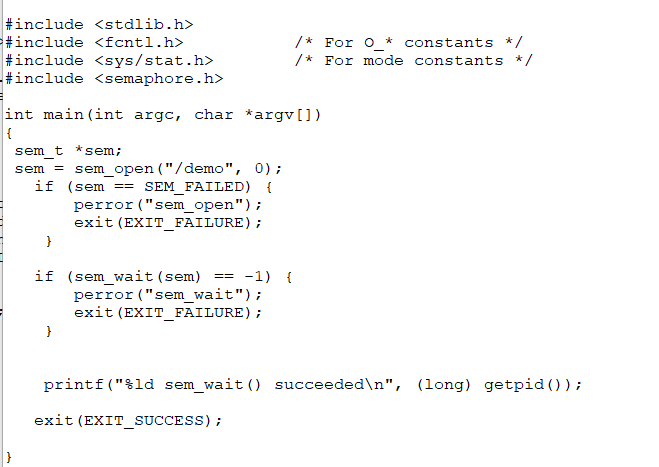 #include <stdlib.h>
#include <fcntl.h>           /* For O_* constants */
#include <sys/stat.h>        /* For mode constants */
#include <semaphore.h>
int main(int argc, char *argv[])
{
 sem_t *sem;
 sem = sem_open("/demo", 0);
   if (sem == SEM_FAILED) {
       perror("sem_open");
       exit(EXIT_FAILURE);
    }
   if (sem_wait(sem) == -1) {
       perror("sem_wait");
       exit(EXIT_FAILURE);
    }
    printf("%ld sem_wait() succeeded\n", (long) getpid());
   exit(EXIT_SUCCESS);
}